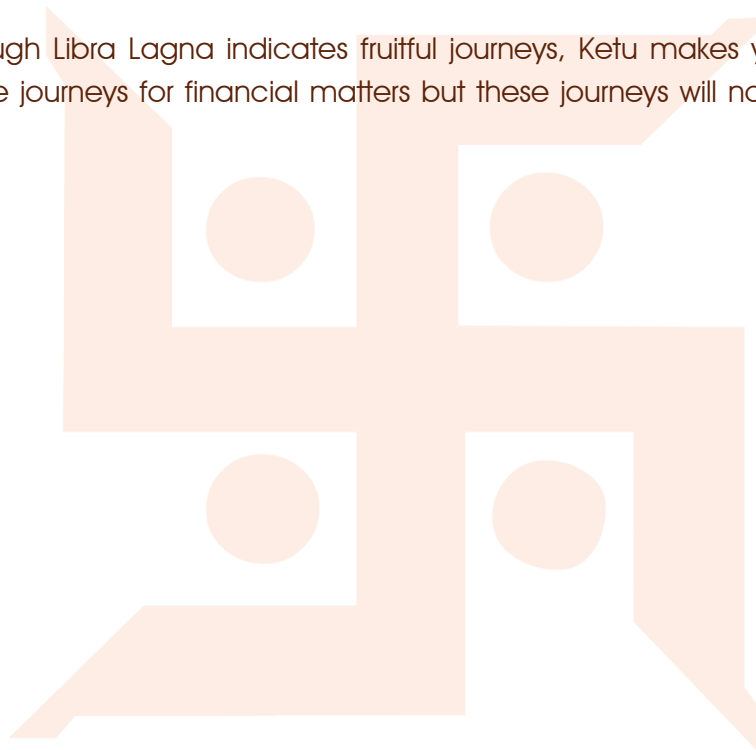 Libra Lagna indicates fruitful journeys, Ketu makes
journeys for financial matters but these journeys will